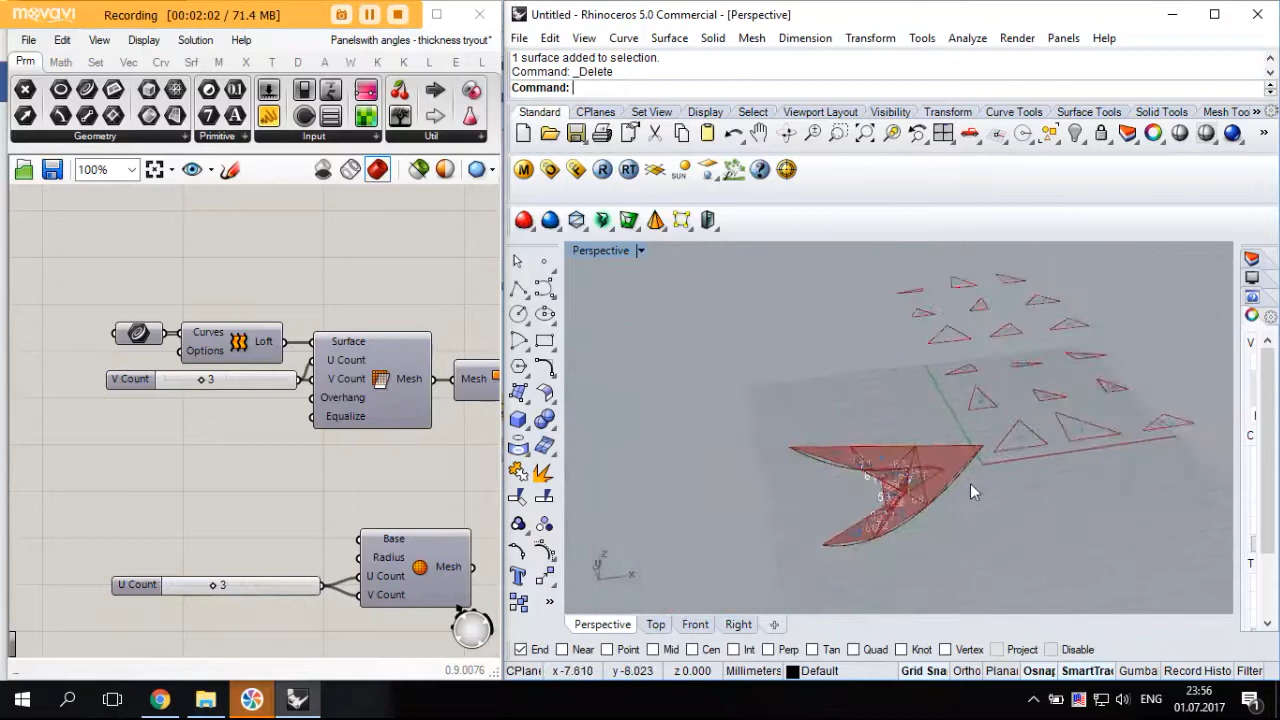 movavi
Recording [00:02:02 / 71.4 MB]
File Edit View Display Solution Help
Panelswith angles - thickness tryout*
Prm Math Set Vec Crv Srf M X T D A V K L E
Geometry Primitive Input Util
100%
Curves
Options
Loft
V Count 3
Surface
U Count
V Count
Overhang
Equalize
Mesh
Mesh
Base
Radius
U Count
V Count
Mesh
U Count 3
0.9.0076
Untitled - Rhinoceros 5.0 Commercial - [Perspective]
File Edit View Curve Surface Solid Mesh Dimension Transform Tools Analyze Render Panels Help
1 surface added to selection.
Command: _Delete
Command:
Standard CPlanes Set View Display Select Viewport Layout Visibility Transform Curve Tools Surface Tools Solid Tools Mesh Too »
SUN
Perspective
z
y
x
V
C
T
Perspective Top Front Right
End Near Point Mid Cen Int Perp Tan Quad Knot Vertex Project Disable
CPlane x -7.610 y -8.023 z 0.000 Millimeters Default Grid Sna Ortho Planar Osnap SmartTrac Gumba Record Histo Filter
ENG
23:56
01.07.2017